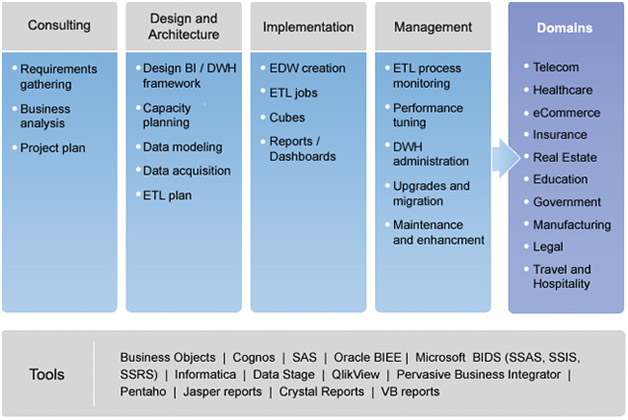 Consulting
Requirements
gathering
Business
analysis
Project plan
Design and
Architecture
Design BI / DWH
framework
Capacity
planning
Data modeling
Data acquisition
ETL plan
Implementation
EDW creation
ETL jobs
Cubes
Reports /
Dashboards
Management
ETL process
monitoring
Performance
tuning
DWH
administration
Upgrades and
migration
Maintenance
and enhancment
Domains
Telecom
Healthcare
eCommerce
Insurance
Real Estate
Education
Government
Manufacturing
Legal
Travel and
Hospitality
Tools
Business Objects | Cognos | SAS | Oracle BIEE | Microsoft BIDS (SSAS, SSIS,
SSRS) | Informatica | Data Stage | QlikView | Pervasive Business Integrator |
Pentaho | Jasper reports | Crystal Reports | VB reports